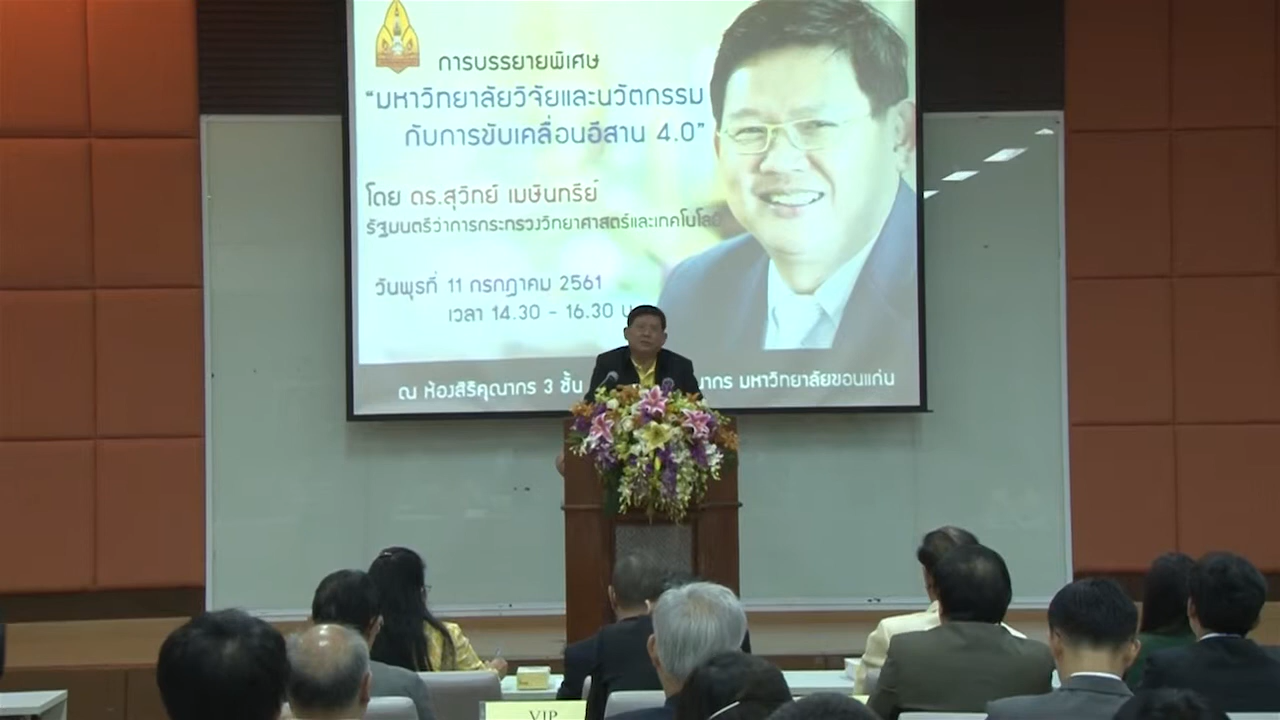 การบรรยายพิเศษ
“มหาวิทยาลัยวิจัยและนวัตกรรม
กับการขับเคลื่อนอีสาน 4.0”
โดย ดร.สุวิทย์ เมษินทรีย์
รัฐมนตรีว่าการกระทรวงวิทยาศาสตร์และเทคโนโลยี
วันพุธที่ 11 กรกฎาคม 2561
เวลา 14.30 - 16.30 น
ณ ห้องสิริคุณากร 3 ชั้น มหาวิทยาลัยขอนแก่น
VIP